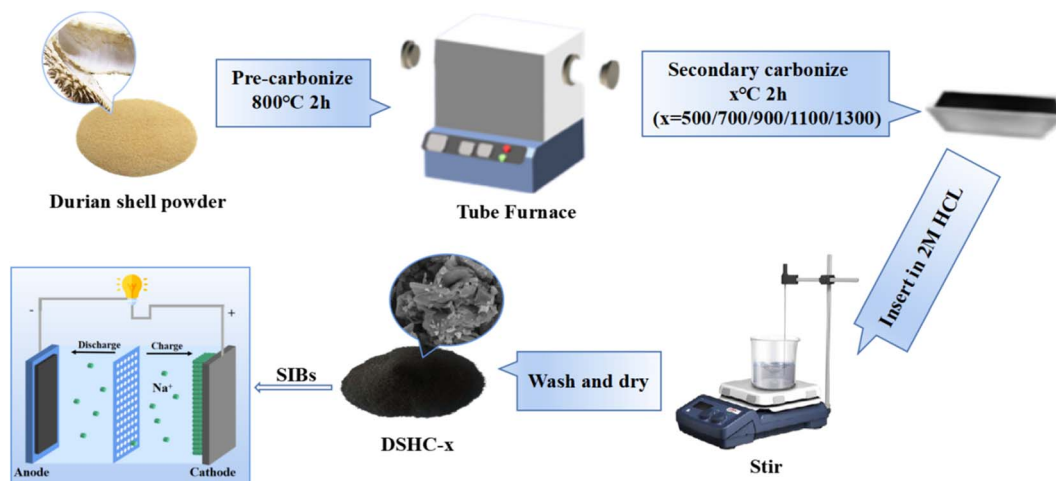 Pre-carbonize
800℃ 2h
Secondary carbonize
x℃ 2h
(x=500/700/900/1100/1300)
Durian shell powder
Tube Furnace
Insert in 2M HCL
Stir
Wash and dry
DSHC-x
SIBs
-
+
Discharge
Charge
Na⁺
Anode
Cathode